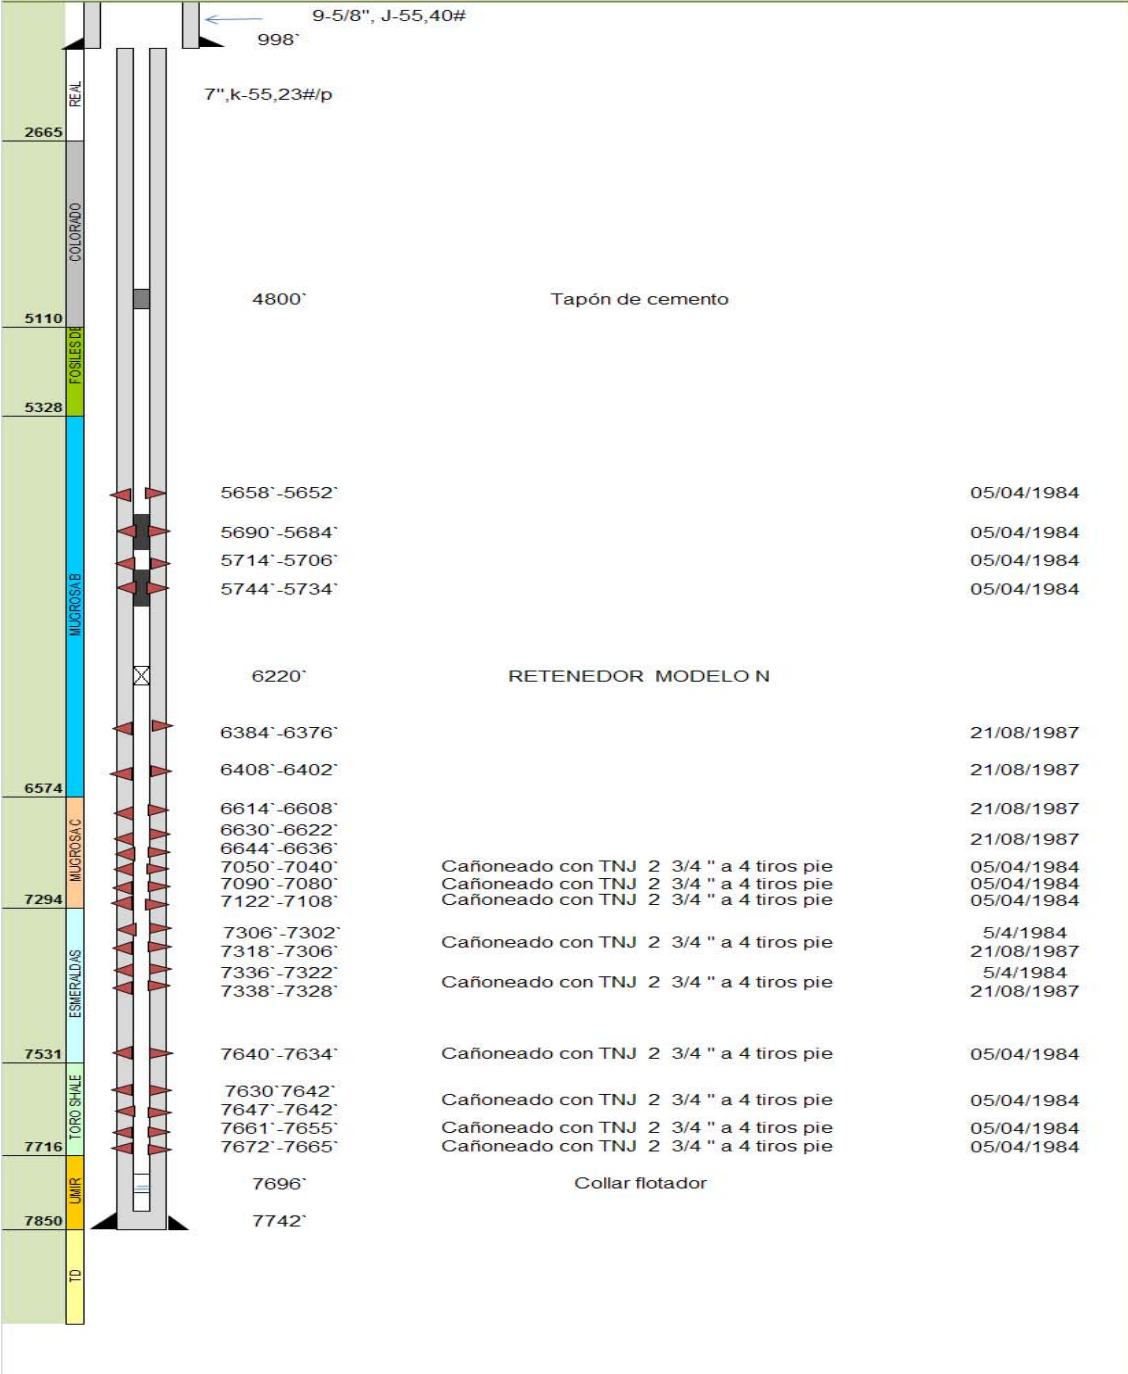 9-5/8", J-55,40#
998`
REAL
7",k-55,23#/p
2665
COLORADO
4800` Tapón de cemento
5110
FOSILES DE
5328
5658`-5652` 05/04/1984
5690`-5684` 05/04/1984
5714`-5706` 05/04/1984
5744`-5734` 05/04/1984
MUGROSA B
6220` RETENEDOR MODELO N
6384`-6376` 21/08/1987
6408`-6402` 21/08/1987
6574
6614`-6608` 21/08/1987
6630`-6622`
21/08/1987
6644`-6636`
MUGROSA C
7050`-7040` Cañoneado con TNJ 2 3/4 " a 4 tiros pie 05/04/1984
7090`-7080` Cañoneado con TNJ 2 3/4 " a 4 tiros pie 05/04/1984
7294
7122`-7108` Cañoneado con TNJ 2 3/4 " a 4 tiros pie 05/04/1984
7306`-7302` 5/4/1984
Cañoneado con TNJ 2 3/4 " a 4 tiros pie
7318`-7306` 21/08/1987
7336`-7322` 5/4/1984
ESMERALDAS
Cañoneado con TNJ 2 3/4 " a 4 tiros pie
7338`-7328` 21/08/1987
7531
7640`-7634` Cañoneado con TNJ 2 3/4 " a 4 tiros pie 05/04/1984
7630`7642`
Cañoneado con TNJ 2 3/4 " a 4 tiros pie 05/04/1984
TORO SHALE
7647`-7642`
7661`-7655` Cañoneado con TNJ 2 3/4 " a 4 tiros pie 05/04/1984
7716
7672`-7665` Cañoneado con TNJ 2 3/4 " a 4 tiros pie 05/04/1984
7696` Collar flotador
UMIR
7850
7742`
TD